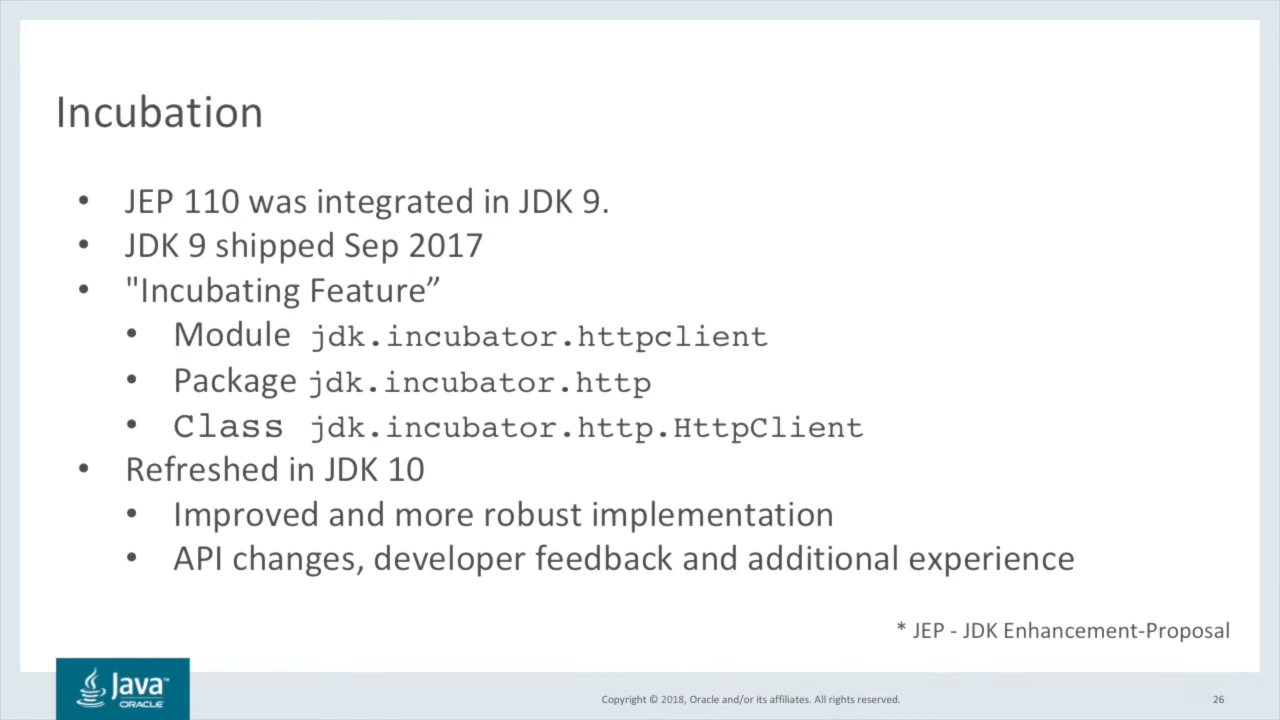 Incubation
• JEP 110 was integrated in JDK 9.
• JDK 9 shipped Sep 2017
• "Incubating Feature”
• Module jdk.incubator.httpclient
• Package jdk.incubator.http
• Class jdk.incubator.http.HttpClient
• Refreshed in JDK 10
• Improved and more robust implementation
• API changes, developer feedback and additional experience
* JEP - JDK Enhancement-Proposal
Java™
ORACLE
Copyright © 2018, Oracle and/or its affiliates. All rights reserved.
26